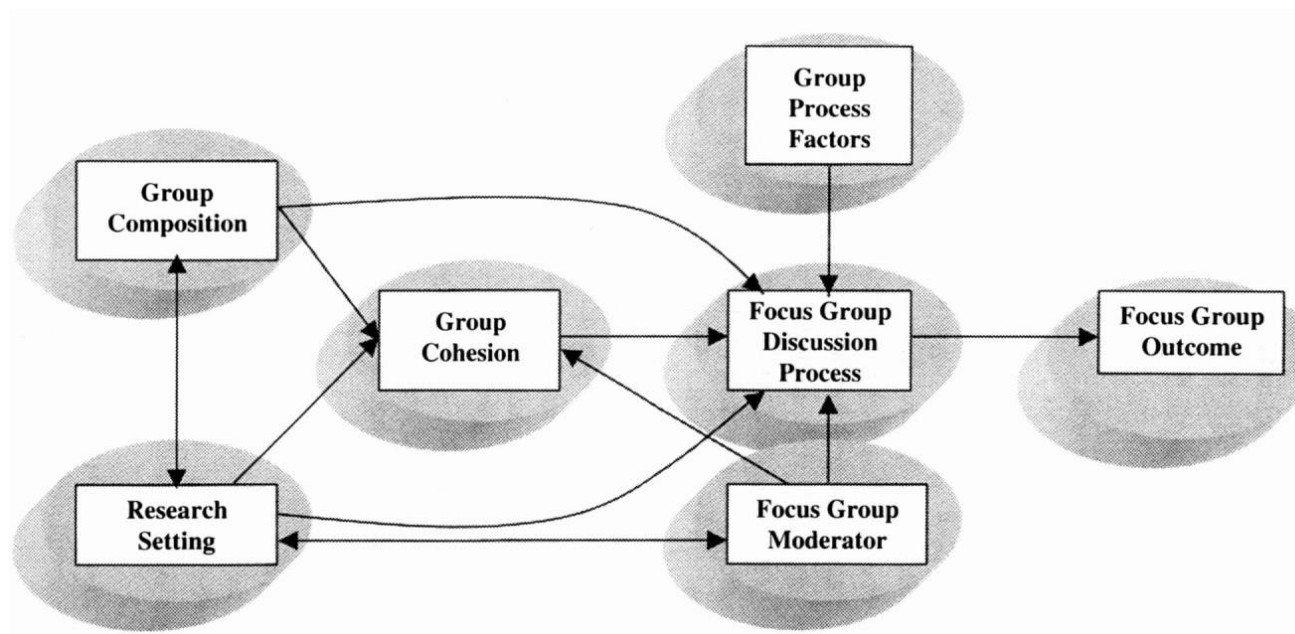 Group
Process
Factors
Group
Composition
Group
Cohesion
Focus Group
Discussion
Process
Focus Group
Outcome
Research
Setting
Focus Group
Moderator